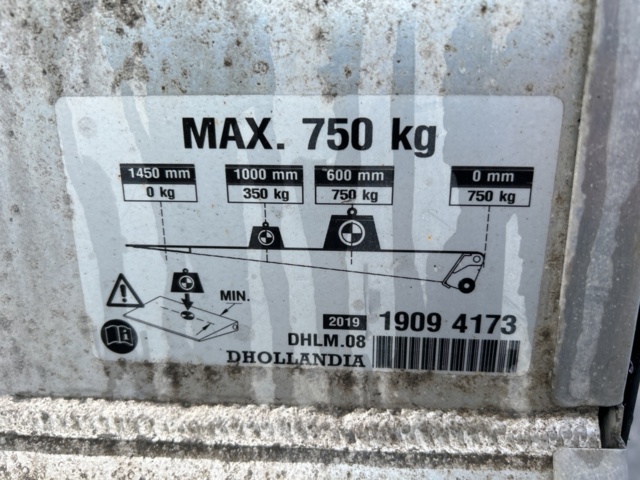 MAX. 750 kg
1450 mm 1000 mm 600 mm 0 mm
0 kg 350 kg 750 kg 750 kg
MIN.
2019 1909 4173
DHLM.08
DHOLLANDIA